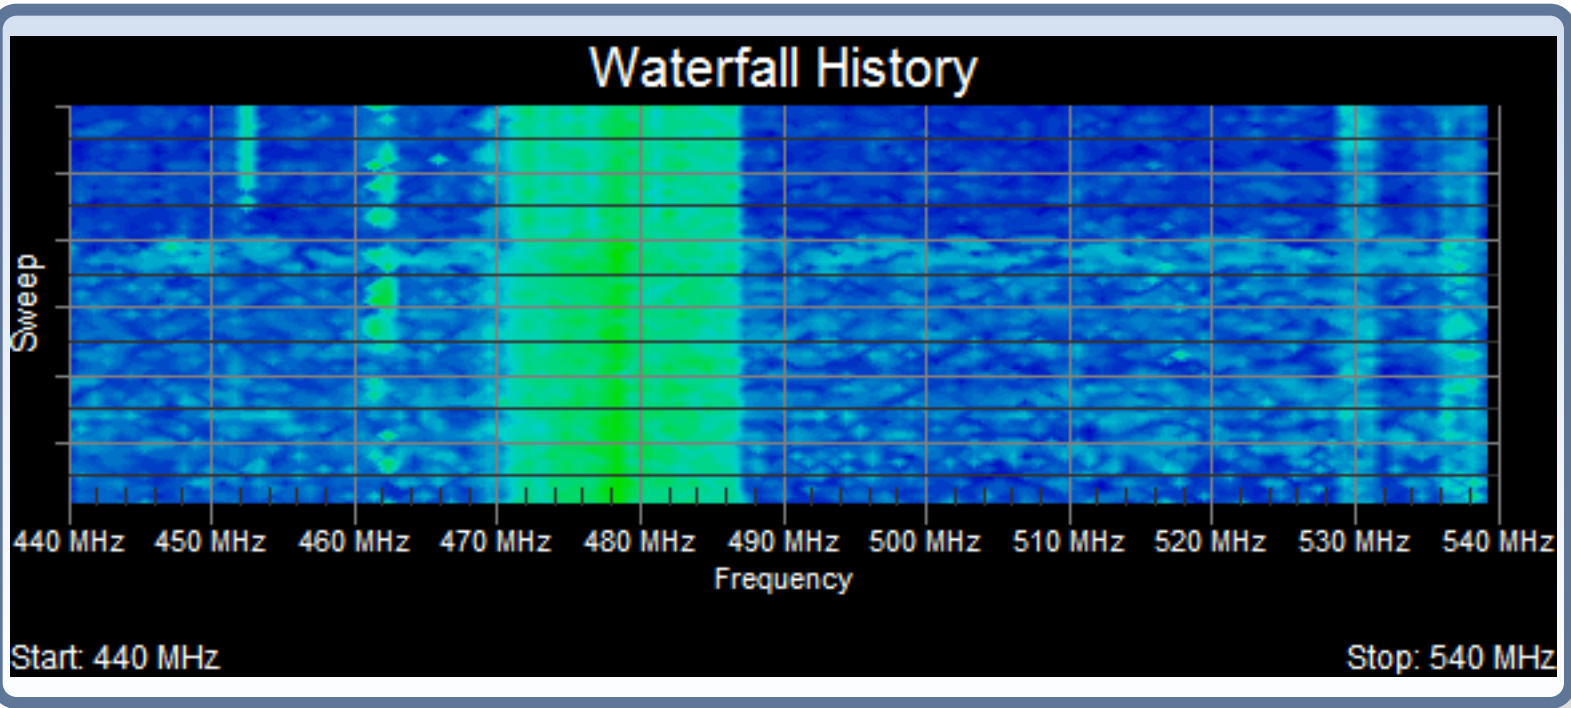 Waterfall History
Sweep
440 MHz 450 MHz 460 MHz 470 MHz 480 MHz 490 MHz 500 MHz 510 MHz 520 MHz 530 MHz 540 MHz
Frequency
Start: 440 MHz Stop: 540 MHz